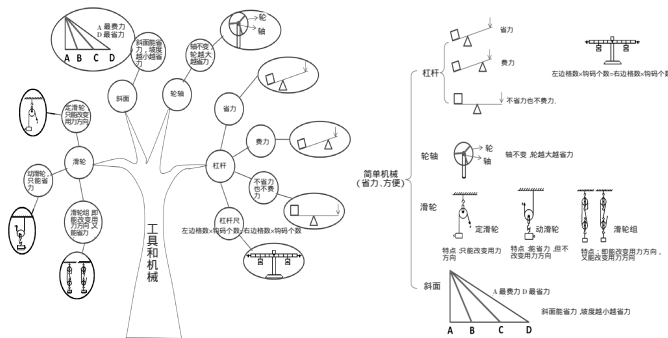 A 最费力
D 最省力
A B C D
斜面能省
力，坡度
越小越省
力
斜面
轴不变，
轮越大
越省力
轮轴
轮
轴
省力
费力
不省力
也不费
力
杠杆
杠杆尺
左边格数×钩码个数=右边格数×钩码个数
定滑轮，
只能改变
用力方向
滑轮
动滑轮，
只能省
力
滑轮组，即
能改变用
力方向，又
能省力
工具和机械
简单机械
(省力、方便)
杠杆
省力
费力
不省力也不费力.
左边格数×钩码个数=右边格数×钩码个数
轮轴
轮
轴
轴不变，轮越大越省力
滑轮
定滑轮
动滑轮
滑轮组
特点：只能改变用力
方向
特点：能省力，但不
改变用力方向
特点：即能改变用力方向，
又能改变用力方向
斜面
A 最费力 D 最省力
斜面能省力，坡度越小越省力
A B C D